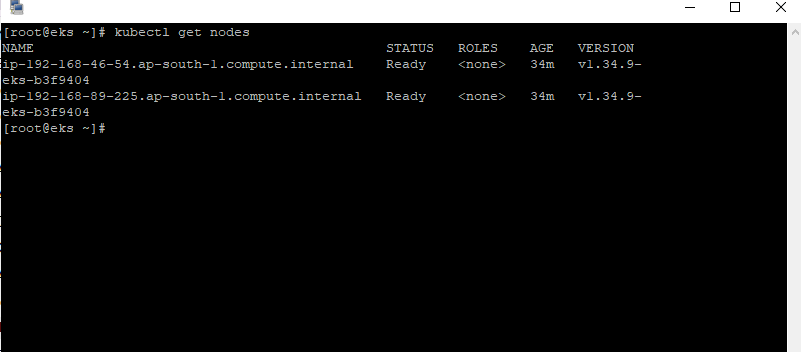 [root@eks ~]# kubectl get nodes
NAME                                            STATUS   ROLES    AGE   VERSION
ip-192-168-46-54.ap-south-1.compute.internal    Ready    <none>   34m   v1.34.9-
eks-b3f9404
ip-192-168-89-225.ap-south-1.compute.internal   Ready    <none>   34m   v1.34.9-
eks-b3f9404
[root@eks ~]#